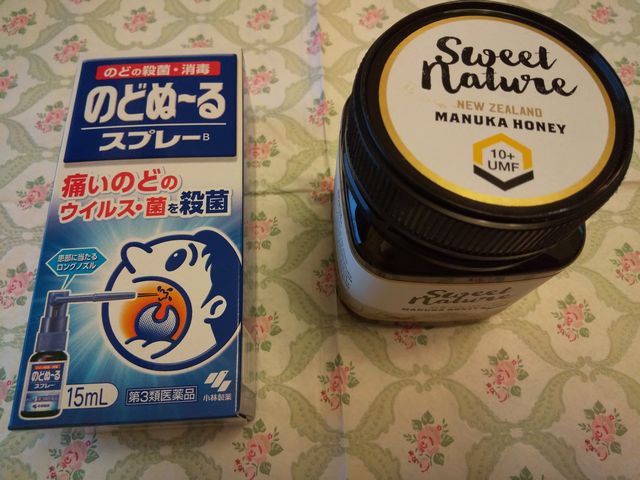 のどの殺菌・消毒
のどぬ〜る
スプレーB
痛いのどの
ウイルス・菌を殺菌
患部に当たる
ロングノズル
のどぬ〜る
スプレー
15mL
第3類医薬品
小林製薬
Sweet
Nature
NEW ZEALAND
MANUKA HONEY
10+
UMF
Sweet
Nature
MANUKA HONEY